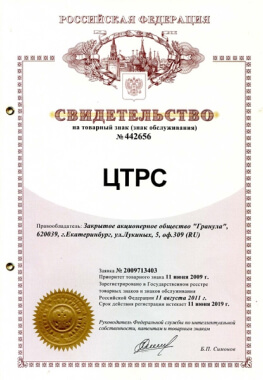 РОССИЙСКАЯ ФЕДЕРАЦИЯ
СВИДЕТЕЛЬСТВО
на товарный знак (знак обслуживания)
№ 442656
ЦТРС
Правообладатель: Закрытое акционерное общество "Гранула",
620039, г.Екатеринбург, ул.Лукиных, 5, оф.309 (RU)
Заявка № 2009713403
Приоритет товарного знака 11 июня 2009 г.
Зарегистрировано в Государственном реестре
товарных знаков и знаков обслуживания
Российской Федерации 11 августа 2011 г.
Срок действия регистрации истекает 11 июня 2019 г.
Руководитель Федеральной службы по интеллектуальной
собственности, патентам и товарным знакам
Б.П. Симонов